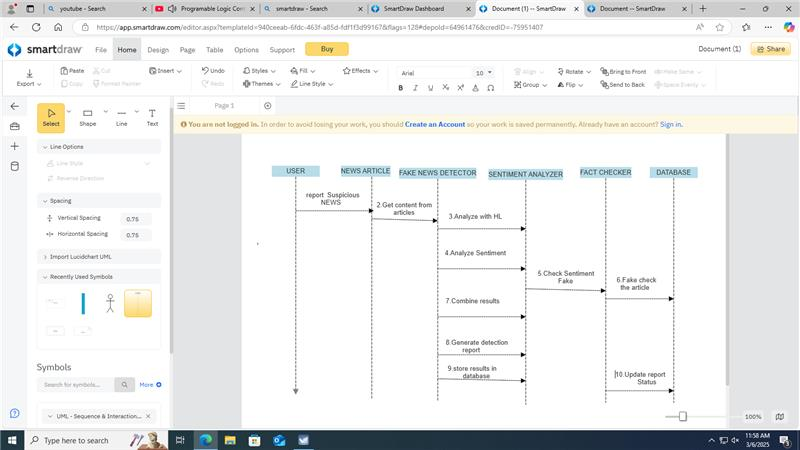 youtube - Search
Programable Logic Cont
smartdraw - Search
SmartDraw Dashboard
Document (1) -- SmartDraw
Document -- SmartDraw
https://app.smartdraw.com/editor.aspx?templateId=940ceeab-6fdc-463f-a85d-fdf1f3d99167&flags=128#depoId=64961476&credID=-75951407
smartdraw
File
Home
Design
Page
Table
Options
Support
Buy
Document (1)
Share
Export
Paste
Cut
Copy
Format Painter
Insert
Undo
Redo
Styles
Themes
Fill
Line Style
Effects
Arial
10
B I U X₂ X² A
Align
Group
Rotate
Flip
Bring to Front
Send to Back
Make Same
Space Evenly
Select
Shape
Line
Text
Page 1
You are not logged in. In order to avoid losing your work, you should Create an Account so your work is saved permanently. Already have an account? Sign in.
Line Options
Line Style
Reverse Direction
Spacing
Vertical Spacing
0.75
Horizontal Spacing
0.75
Import Lucidchart UML
Recently Used Symbols
Symbols
Search for symbols...
More
UML - Sequence & Interaction...
USER
NEWS ARTICLE
FAKE NEWS DETECTOR
SENTIMENT ANALYZER
FACT CHECKER
DATABASE
report Suspicious
NEWS
2.Get content from
articles
3.Analyze with HL
4.Analyze Sentiment
5.Check Sentiment
Fake
6.Fake check
the article
7.Combine results
8.Generate detection
report
9.store results in
database
10.Update report
Status
100%
Type here to search
11:58 AM
3/6/2025